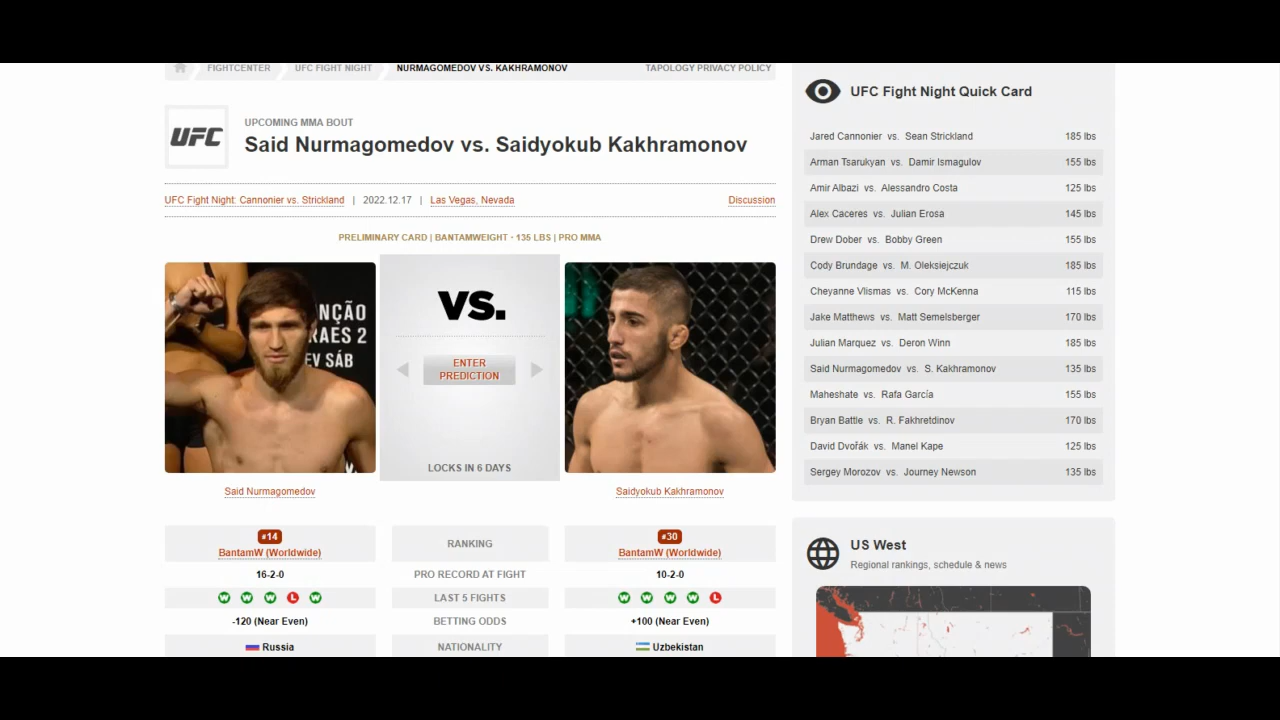 FIGHTCENTER UFC FIGHT NIGHT NURMAGOMEDOV VS. KAKHRAMONOV TAPOLOGY PRIVACY POLICY
UFC
UPCOMING MMA BOUT
Said Nurmagomedov vs. Saidyokub Kakhramonov
UFC Fight Night: Cannonier vs. Strickland | 2022.12.17 | Las Vegas, Nevada Discussion
PRELIMINARY CARD | BANTAMWEIGHT · 135 LBS | PRO MMA
NÇÃO
RAES 2
EV SÁB
VS.
ENTER
PREDICTION
LOCKS IN 6 DAYS
Said Nurmagomedov Saidyokub Kakhramonov
#14 RANKING #30
BantamW (Worldwide) BantamW (Worldwide)
16-2-0 PRO RECORD AT FIGHT 10-2-0
W W W L W LAST 5 FIGHTS W W W W L
-120 (Near Even) BETTING ODDS +100 (Near Even)
Russia NATIONALITY Uzbekistan
UFC Fight Night Quick Card
Jared Cannonier vs. Sean Strickland 185 lbs
Arman Tsarukyan vs. Damir Ismagulov 155 lbs
Amir Albazi vs. Alessandro Costa 125 lbs
Alex Caceres vs. Julian Erosa 145 lbs
Drew Dober vs. Bobby Green 155 lbs
Cody Brundage vs. M. Oleksiejczuk 185 lbs
Cheyanne Vlismas vs. Cory McKenna 115 lbs
Jake Matthews vs. Matt Semelsberger 170 lbs
Julian Marquez vs. Deron Winn 185 lbs
Said Nurmagomedov vs. S. Kakhramonov 135 lbs
Maheshate vs. Rafa García 155 lbs
Bryan Battle vs. R. Fakhretdinov 170 lbs
David Dvořák vs. Manel Kape 125 lbs
Sergey Morozov vs. Journey Newson 135 lbs
US West
Regional rankings, schedule & news